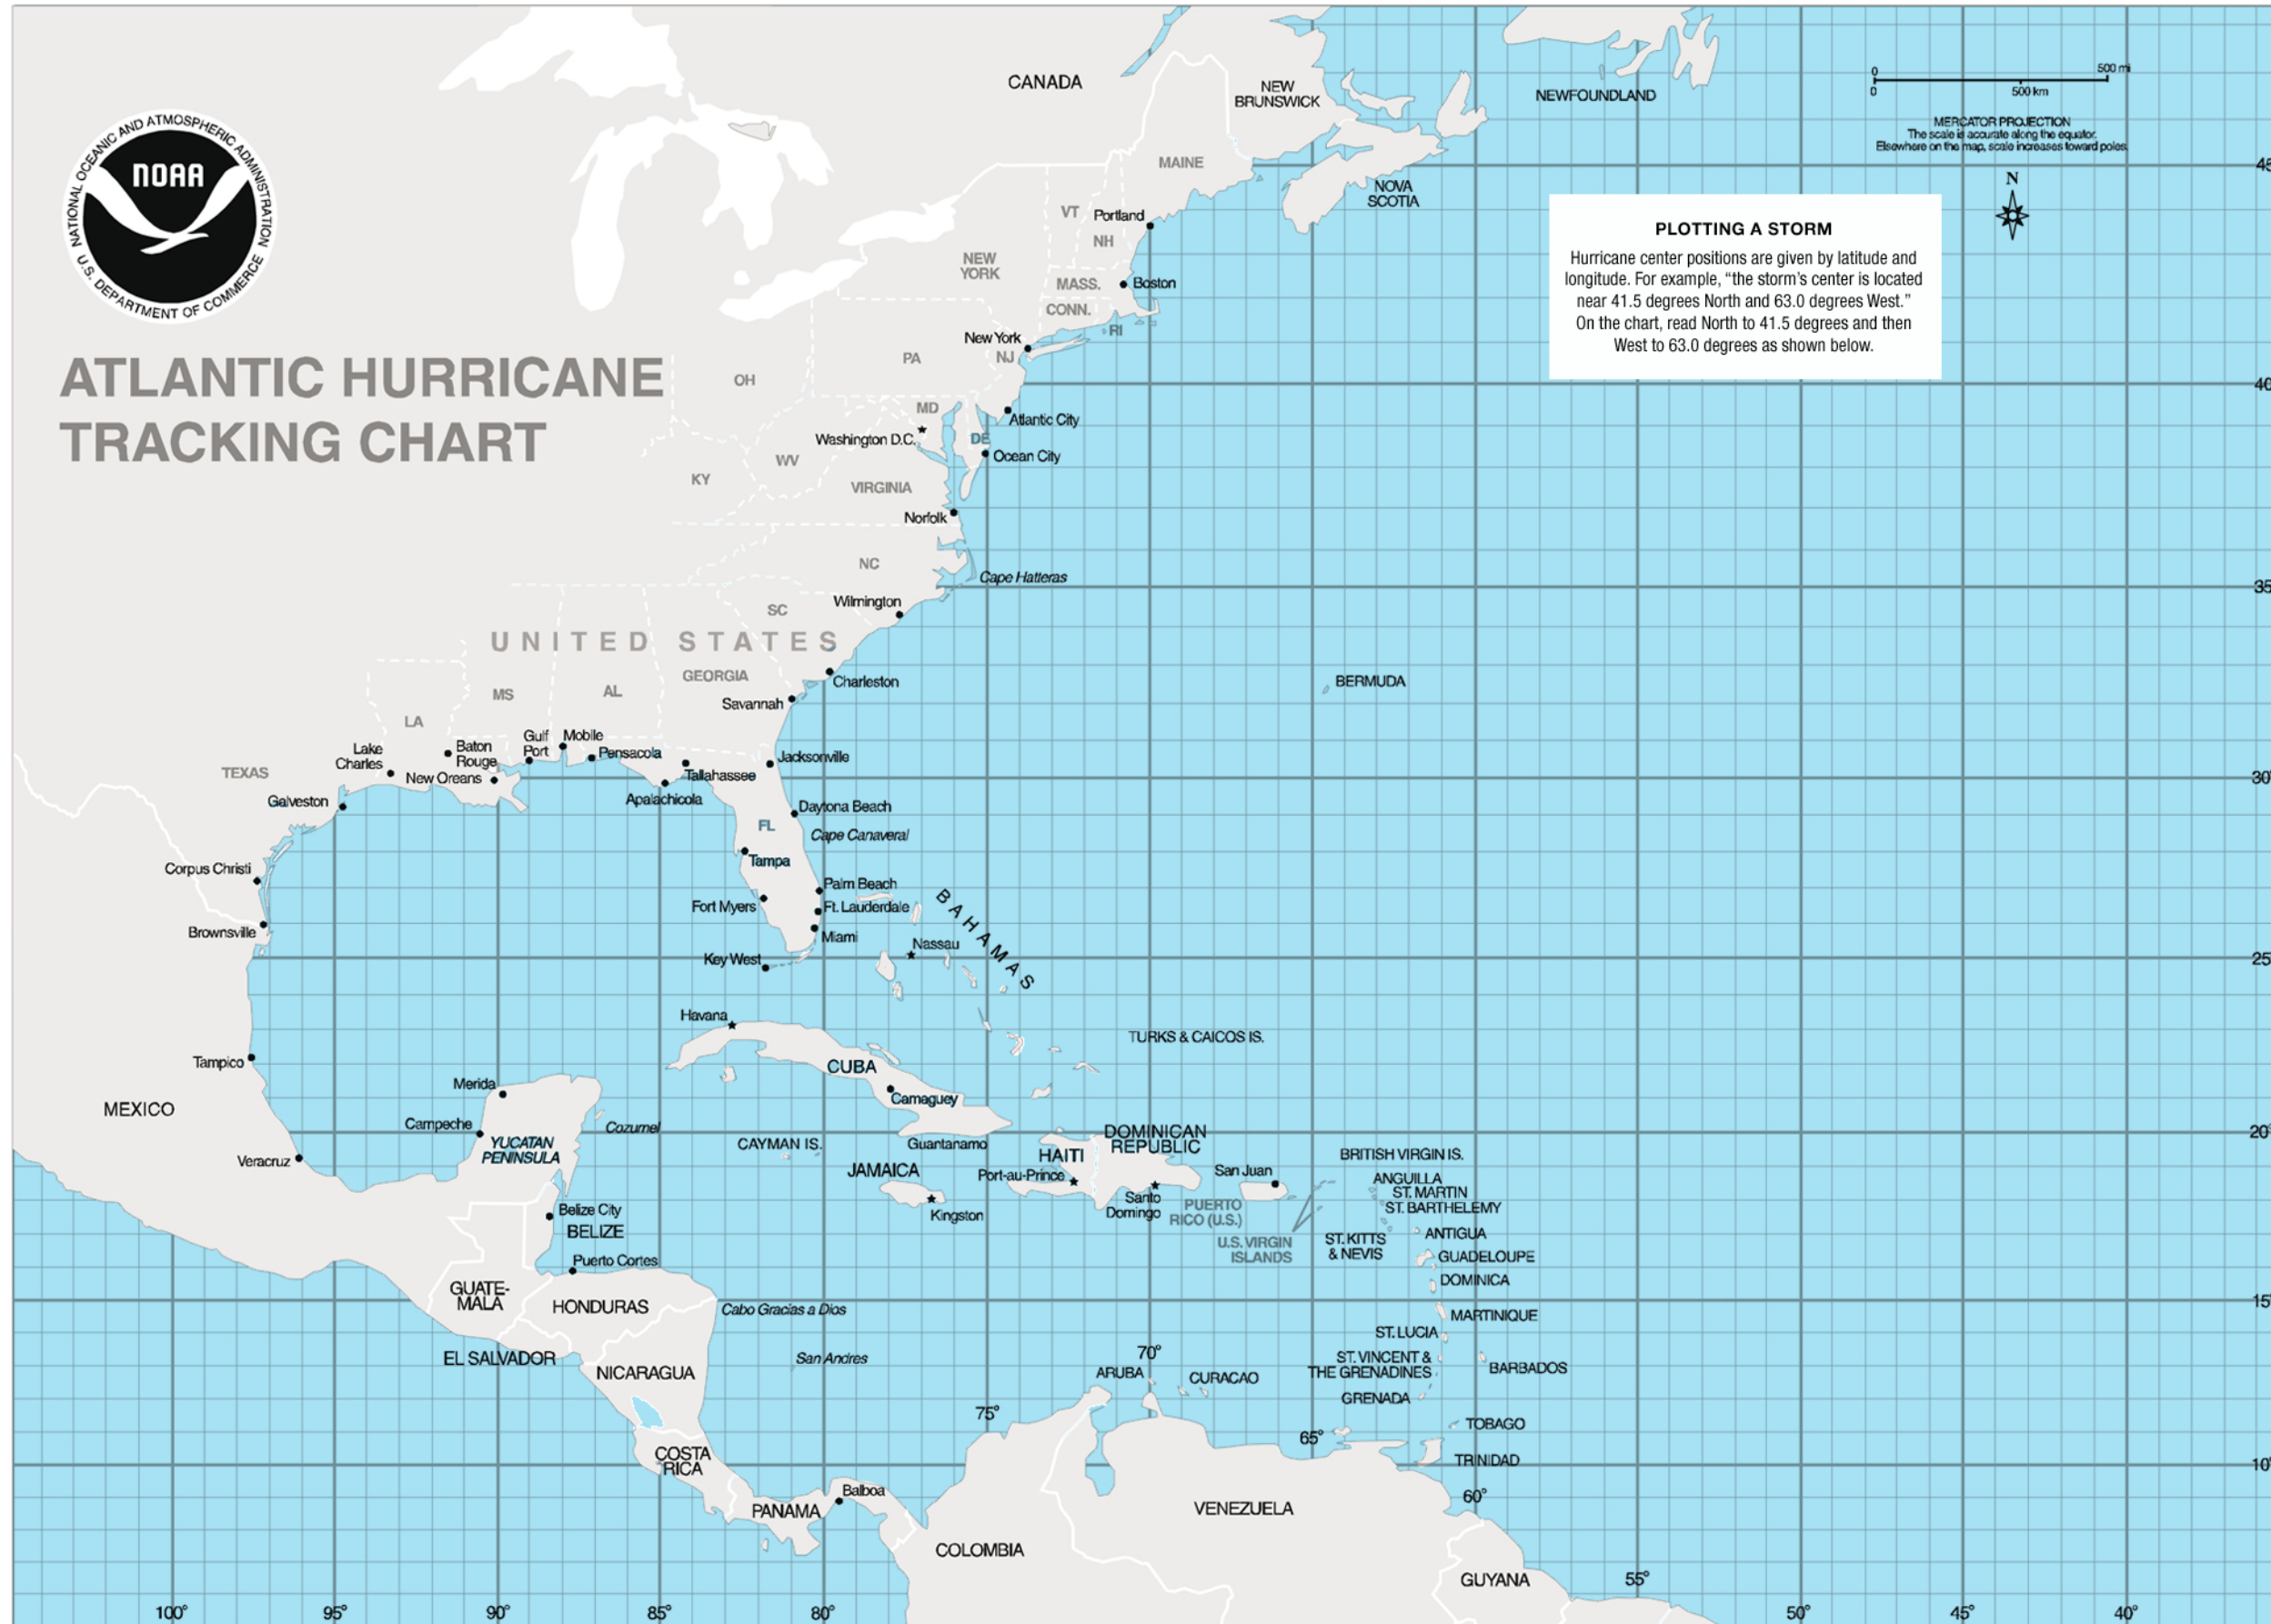 CANADA
NEW
BRUNSWICK
NEWFOUNDLAND
0
500 mi
0
500 km
MERCATOR PROJECTION
The scale is accurate along the equator.
Elsewhere on the map, scale increases toward poles.
NATIONAL OCEANIC AND ATMOSPHERIC ADMINISTRATION
NOAA
U.S. DEPARTMENT OF COMMERCE
MAINE
45
N
NOVA
SCOTIA
VT
Portland
NH
NEW
YORK
MASS.
Boston
CONN.
RI
PLOTTING A STORM
Hurricane center positions are given by latitude and
longitude. For example, “the storm’s center is located
near 41.5 degrees North and 63.0 degrees West.”
On the chart, read North to 41.5 degrees and then
West to 63.0 degrees as shown below.
ATLANTIC HURRICANE
TRACKING CHART
New York
NJ
PA
OH
40
MD
Atlantic City
Washington D.C.
DE
Ocean City
WV
KY
VIRGINIA
Norfolk
NC
Cape Hatteras
35
Wilmington
SC
UNITED STATES
GEORGIA
Charleston
BERMUDA
MS
AL
Savannah
LA
Gulf
Port
Mobile
Lake
Charles
Baton
Rouge
Pensacola
Jacksonville
TEXAS
New Oreans
Tallahassee
30°
Galveston
Apalachicola
Daytona Beach
FL
Cape Canaveral
Tampa
Corpus Christi
Palm Beach
Fort Myers
Ft. Lauderdale
BAHAMAS
Brownsville
Miami
Nassau
Key West
25°
Havana
TURKS & CAICOS IS.
Tampico
CUBA
Merida
Camaguey
MEXICO
Campeche
Cozumel
YUCATAN
PENINSULA
CAYMAN IS.
Guantanamo
DOMINICAN
REPUBLIC
20°
Veracruz
JAMAICA
HAITI
BRITISH VIRGIN IS.
Port-au-Prince
San Juan
ANGUILLA
ST. MARTIN
ST. BARTHELEMY
Santo
Domingo
PUERTO
RICO (U.S.)
Belize City
BELIZE
Kingston
U.S. VIRGIN
ISLANDS
ST. KITTS
& NEVIS
ANTIGUA
GUADELOUPE
Puerto Cortes
DOMINICA
GUATE-
MALA
HONDURAS
Cabo Gracias a Dios
15°
MARTINIQUE
ST. LUCIA
EL SALVADOR
San Andres
70°
ST. VINCENT &
THE GRENADINES
BARBADOS
NICARAGUA
ARUBA
CURACAO
GRENADA
75°
TOBAGO
65°
COSTA
RICA
TRINIDAD
10°
Balboa
60°
PANAMA
VENEZUELA
COLOMBIA
GUYANA
55°
100°
95°
90°
85°
80°
50°
45°
40°